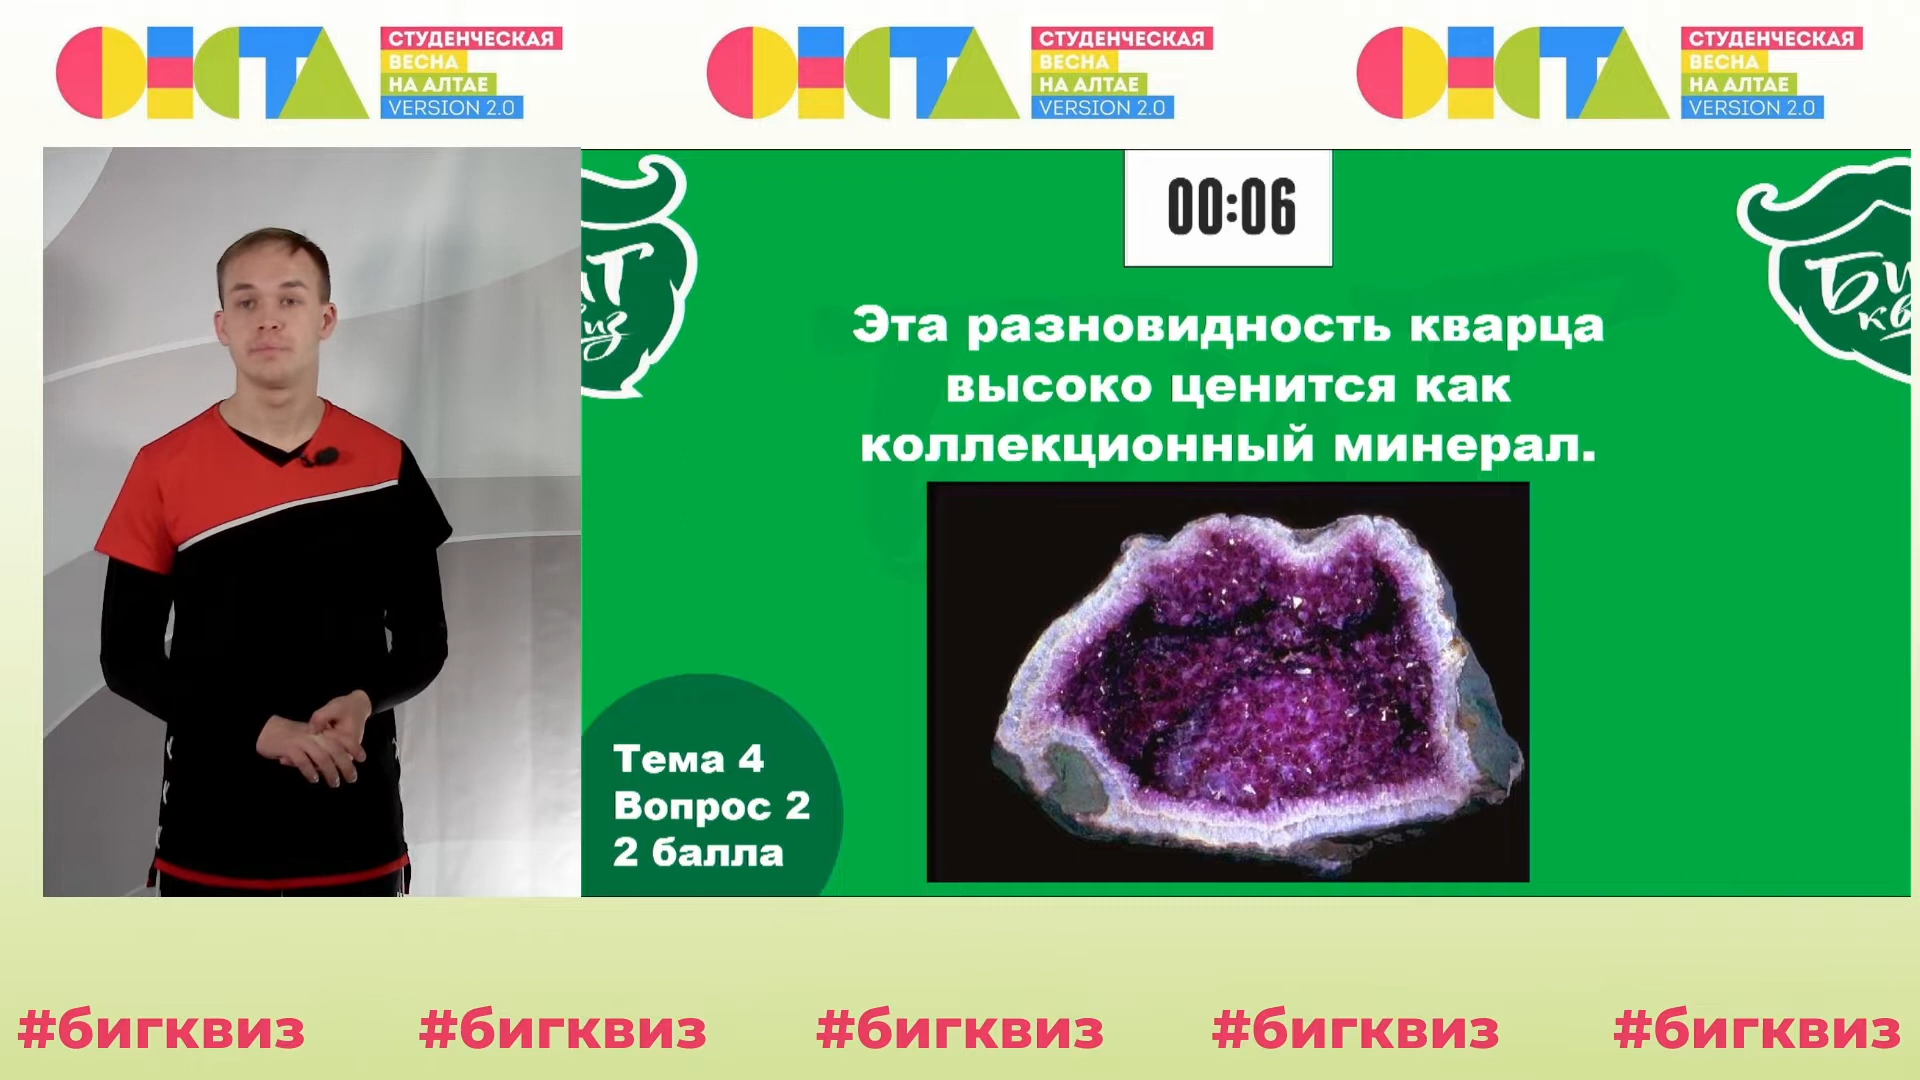 ФЕСТА
СТУДЕНЧЕСКАЯ
ВЕСНА
НА АЛТАЕ
VERSION 2.0
СТУДЕНЧЕСКАЯ
ВЕСНА
НА АЛТАЕ
VERSION 2.0
СТУДЕНЧЕСКАЯ
ВЕСНА
НА АЛТАЕ
VERSION 2.0
00:06
Эта разновидность кварца
высоко ценится как
коллекционный минерал.
Тема 4
Вопрос 2
2 балла
#бигквиз #бигквиз #бигквиз #бигквиз #бигквиз